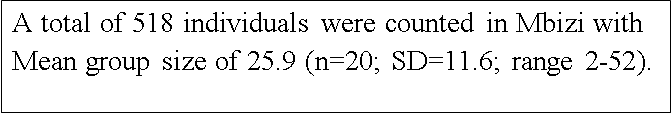 A total of 518 individuals were counted in Mbizi with
Mean group size of 25.9 (n=20; SD=11.6; range 2-52).